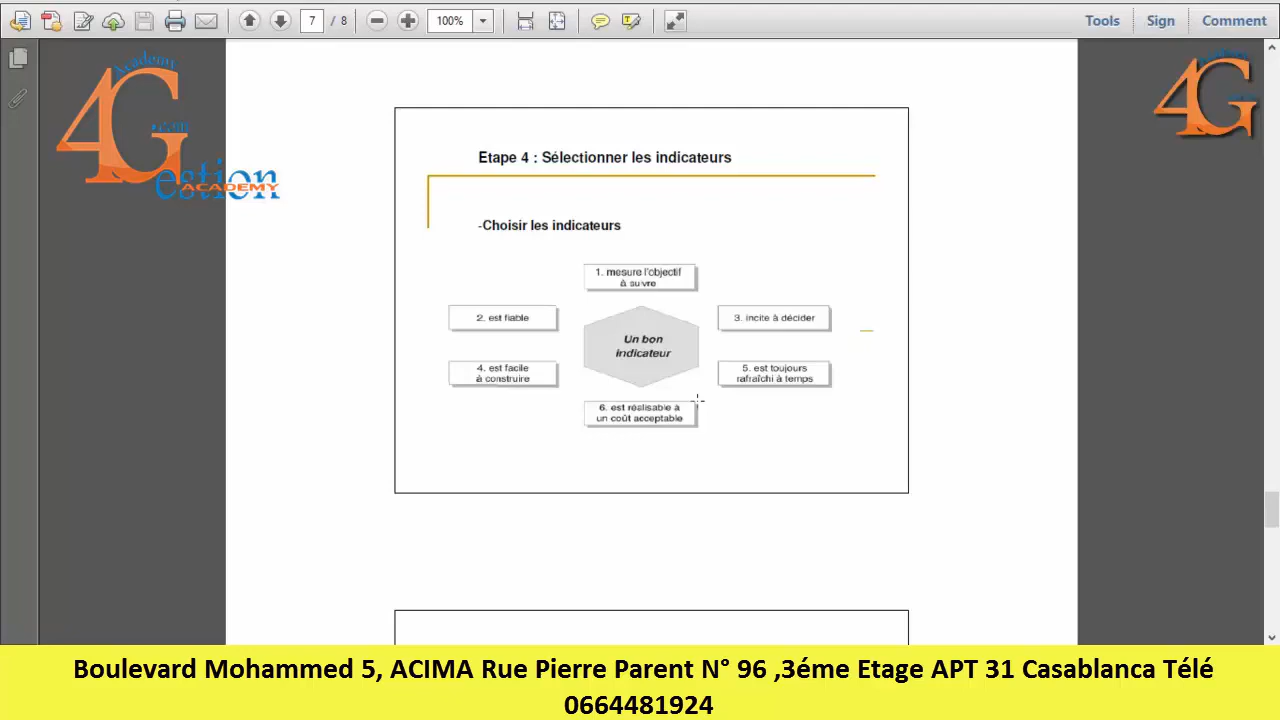 7 / 8
100%
Tools
Sign
Comment
Academy
4G
estion
ACADEMY
4G
Etape 4 : Sélectionner les indicateurs
-Choisir les indicateurs
1. mesure l'objectif
à suivre
2. est fiable
3. incite à décider
Un bon
indicateur
4. est facile
à construire
5. est toujours
rafraîchi à temps
6. est réalisable à
un coût acceptable
Boulevard Mohammed 5, ACIMA Rue Pierre Parent N° 96 ,3éme Etage APT 31 Casablanca Télé
0664481924